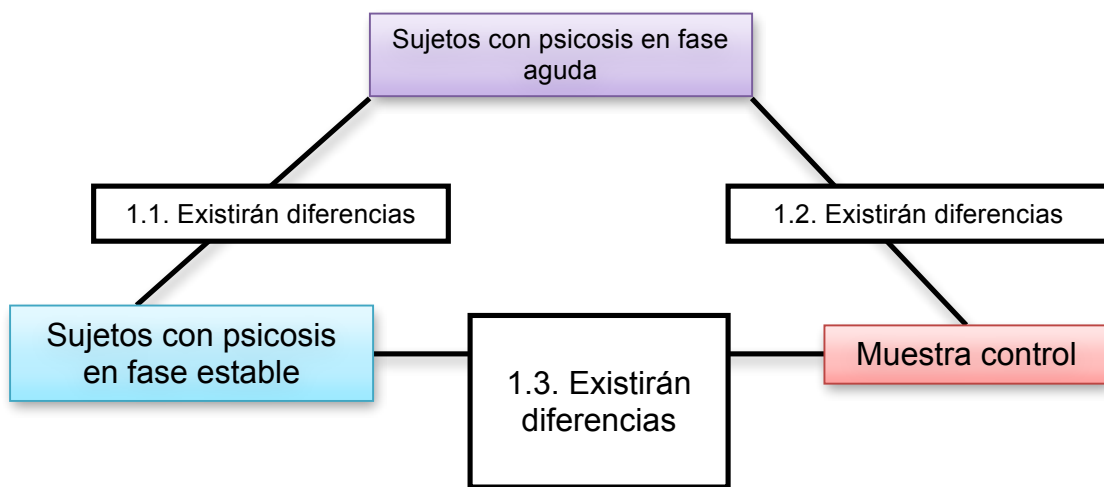 Sujetos con psicosis en fase
aguda
1.1. Existirán diferencias
1.2. Existirán diferencias
Sujetos con psicosis
en fase estable
1.3. Existirán
diferencias
Muestra control